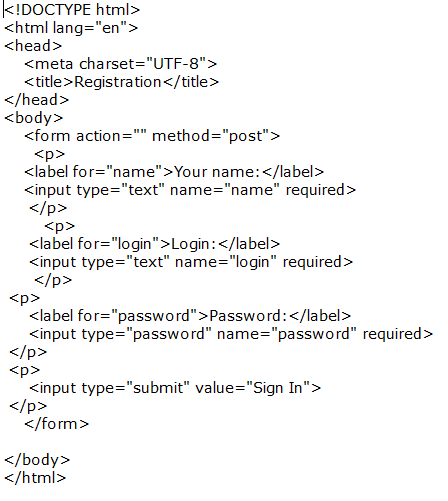 <!DOCTYPE html>
<html lang="en">
<head>
    <meta charset="UTF-8">
    <title>Registration</title>
</head>
<body>
    <form action="" method="post">
      <p>
    <label for="name">Your name:</label>
    <input type="text" name="name" required>
     </p>
        <p>
     <label for="login">Login:</label>
     <input type="text" name="login" required>
      </p>
 <p>
     <label for="password">Password:</label>
     <input type="password" name="password" required>
 </p>
 <p>
     <input type="submit" value="Sign In">
 </p>
    </form>

</body>
</html>